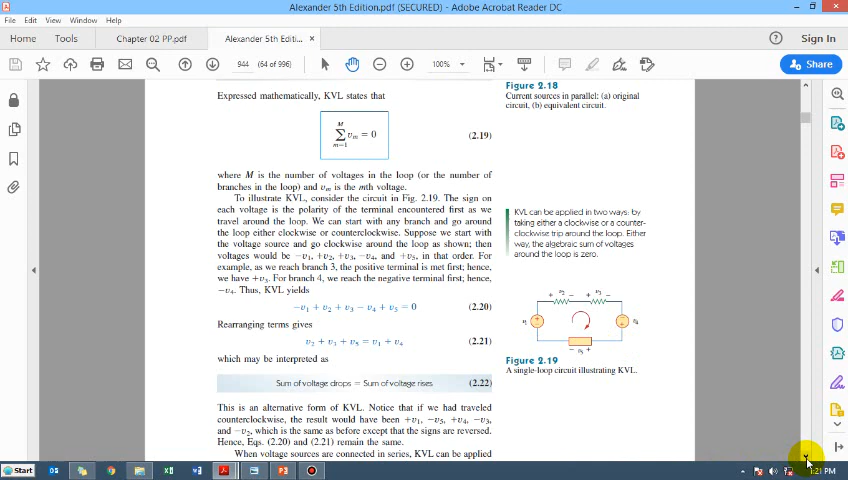 Alexander 5th Edition.pdf (SECURED) - Adobe Acrobat Reader DC
File Edit View Window Help
Home Tools Chapter 02 PP.pdf Alexander 5th Editi... × Sign In
944 (64 of 996) 100% Share
Expressed mathematically, KVL states that
M
∑ vm = 0 (2.19)
m=1
where M is the number of voltages in the loop (or the number of
branches in the loop) and vm is the mth voltage.
To illustrate KVL, consider the circuit in Fig. 2.19. The sign on
each voltage is the polarity of the terminal encountered first as we
travel around the loop. We can start with any branch and go around
the loop either clockwise or counterclockwise. Suppose we start with
the voltage source and go clockwise around the loop as shown; then
voltages would be −v1, +v2, +v3, −v4, and +v5, in that order. For
example, as we reach branch 3, the positive terminal is met first; hence,
we have +v3. For branch 4, we reach the negative terminal first; hence,
−v4. Thus, KVL yields
−v1 + v2 + v3 − v4 + v5 = 0 (2.20)
Rearranging terms gives
v2 + v3 + v5 = v1 + v4 (2.21)
which may be interpreted as
Sum of voltage drops = Sum of voltage rises (2.22)
This is an alternative form of KVL. Notice that if we had traveled
counterclockwise, the result would have been +v1, −v5, +v4, −v3,
and −v2, which is the same as before except that the signs are reversed.
Hence, Eqs. (2.20) and (2.21) remain the same.
When voltage sources are connected in series, KVL can be applied
Figure 2.18
Current sources in parallel: (a) original
circuit, (b) equivalent circuit.
KVL can be applied in two ways: by
taking either a clockwise or a counter-
clockwise trip around the loop. Either
way, the algebraic sum of voltages
around the loop is zero.
+ v2 − + v3 −
v1 + v4
− v5 +
Figure 2.19
A single-loop circuit illustrating KVL.
Start 1:21 PM